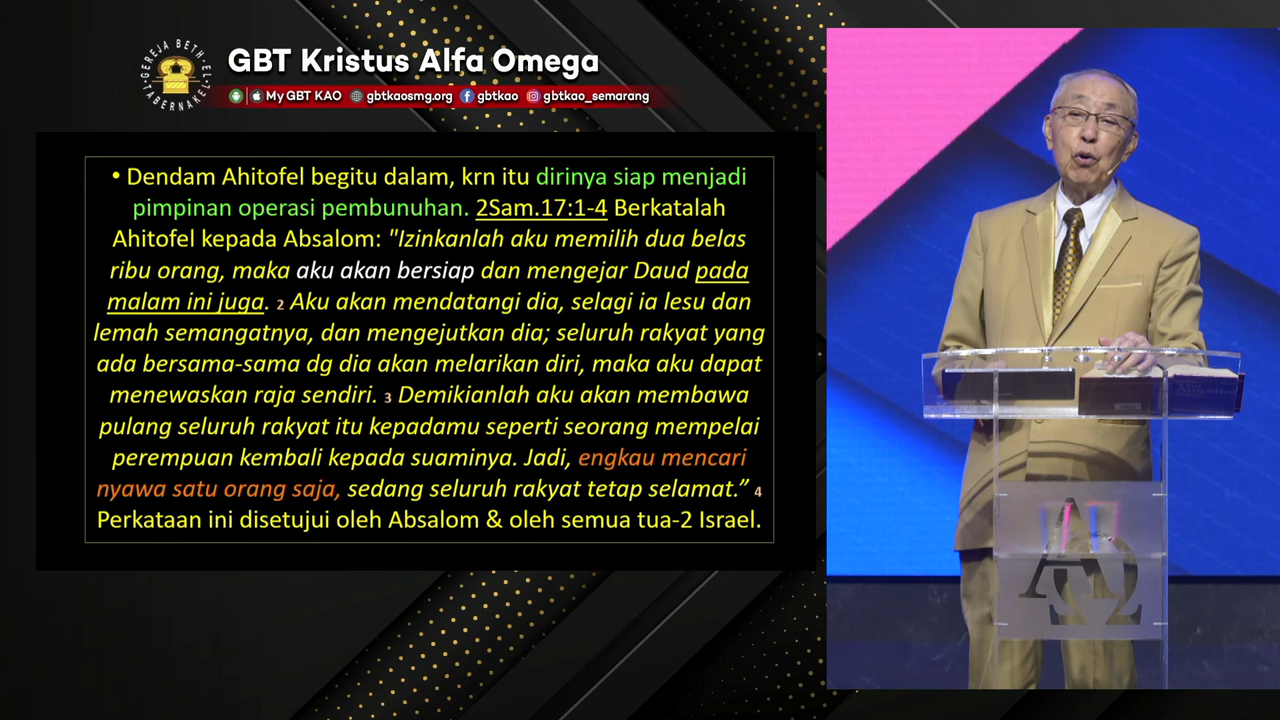 GEREJA BETH-EL
TABERNAKEL
GBT Kristus Alfa Omega
My GBT KAO gbtkaosmg.org gbtkao gbtkao_semarang
• Dendam Ahitofel begitu dalam, krn itu dirinya siap menjadi
pimpinan operasi pembunuhan. 2Sam.17:1-4 Berkatalah
Ahitofel kepada Absalom: "Izinkanlah aku memilih dua belas
ribu orang, maka aku akan bersiap dan mengejar Daud pada
malam ini juga. 2 Aku akan mendatangi dia, selagi ia lesu dan
lemah semangatnya, dan mengejutkan dia; seluruh rakyat yang
ada bersama-sama dg dia akan melarikan diri, maka aku dapat
menewaskan raja sendiri. 3 Demikianlah aku akan membawa
pulang seluruh rakyat itu kepadamu seperti seorang mempelai
perempuan kembali kepada suaminya. Jadi, engkau mencari
nyawa satu orang saja, sedang seluruh rakyat tetap selamat.” 4
Perkataan ini disetujui oleh Absalom & oleh semua tua-2 Israel.
ΑΩ